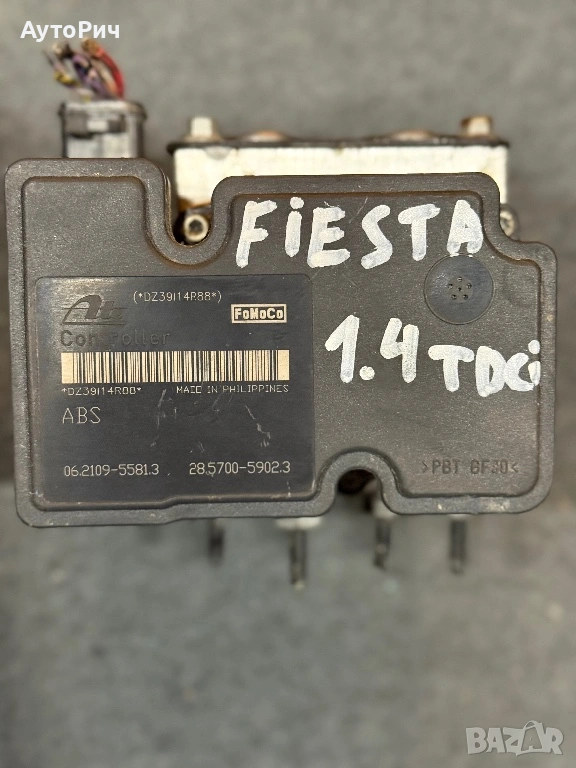 АутоРич
(*DZ39I14R88*)
Ate
FoMoCo
Controller
*DZ39I14R88*
MADE IN PHILIPPINES
ABS
06.2109-5581.3
28.5700-5902.3
FiESTA
1.4 TDCi
>PBT GF30<
BAZAR